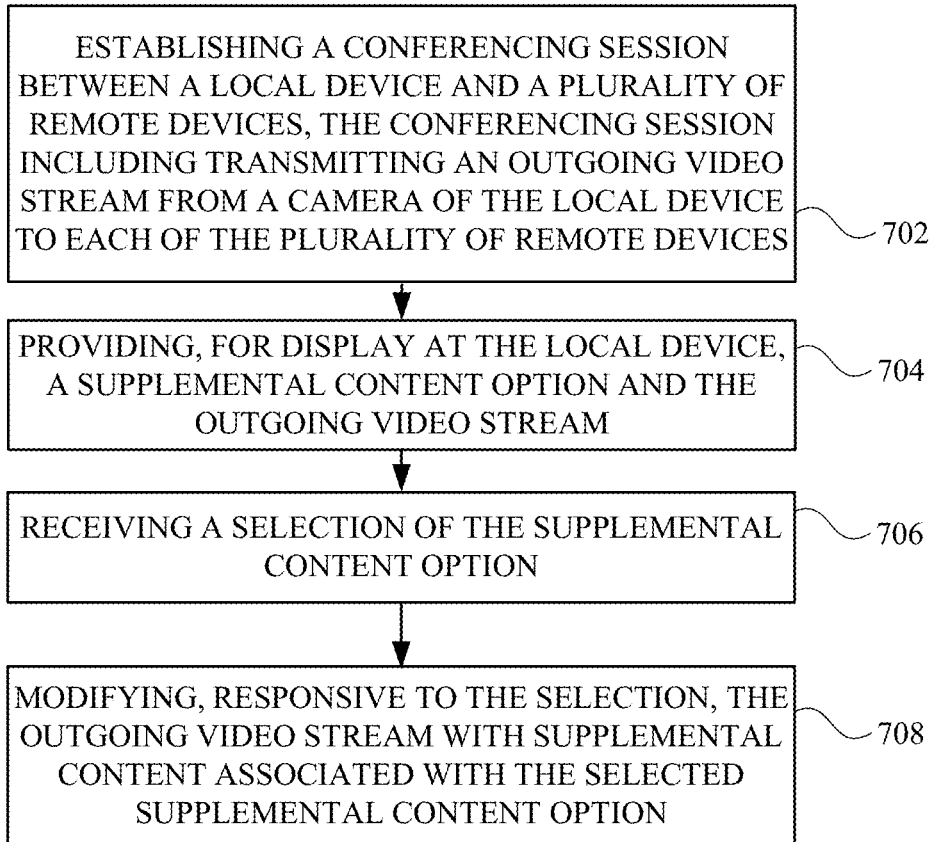 ESTABLISHING A CONFERENCING SESSION
BETWEEN A LOCAL DEVICE AND A PLURALITY OF
REMOTE DEVICES, THE CONFERENCING SESSION
INCLUDING TRANSMITTING AN OUTGOING VIDEO
STREAM FROM A CAMERA OF THE LOCAL DEVICE
TO EACH OF THE PLURALITY OF REMOTE DEVICES
702
PROVIDING, FOR DISPLAY AT THE LOCAL DEVICE,
A SUPPLEMENTAL CONTENT OPTION AND THE
OUTGOING VIDEO STREAM
704
RECEIVING A SELECTION OF THE SUPPLEMENTAL
CONTENT OPTION
706
MODIFYING, RESPONSIVE TO THE SELECTION, THE
OUTGOING VIDEO STREAM WITH SUPPLEMENTAL
CONTENT ASSOCIATED WITH THE SELECTED
SUPPLEMENTAL CONTENT OPTION
708